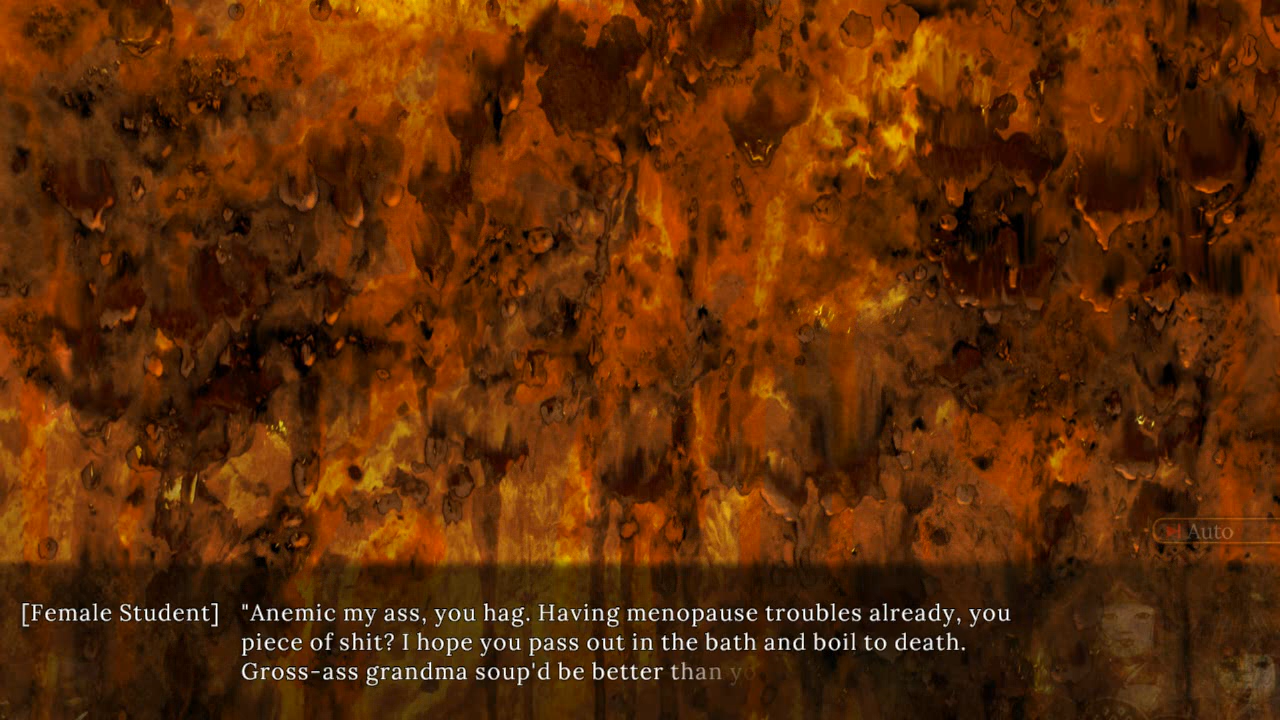 Auto
[Female Student] "Anemic my ass, you hag. Having menopause troubles already, you
piece of shit? I hope you pass out in the bath and boil to death.
Gross-ass grandma soup'd be better than